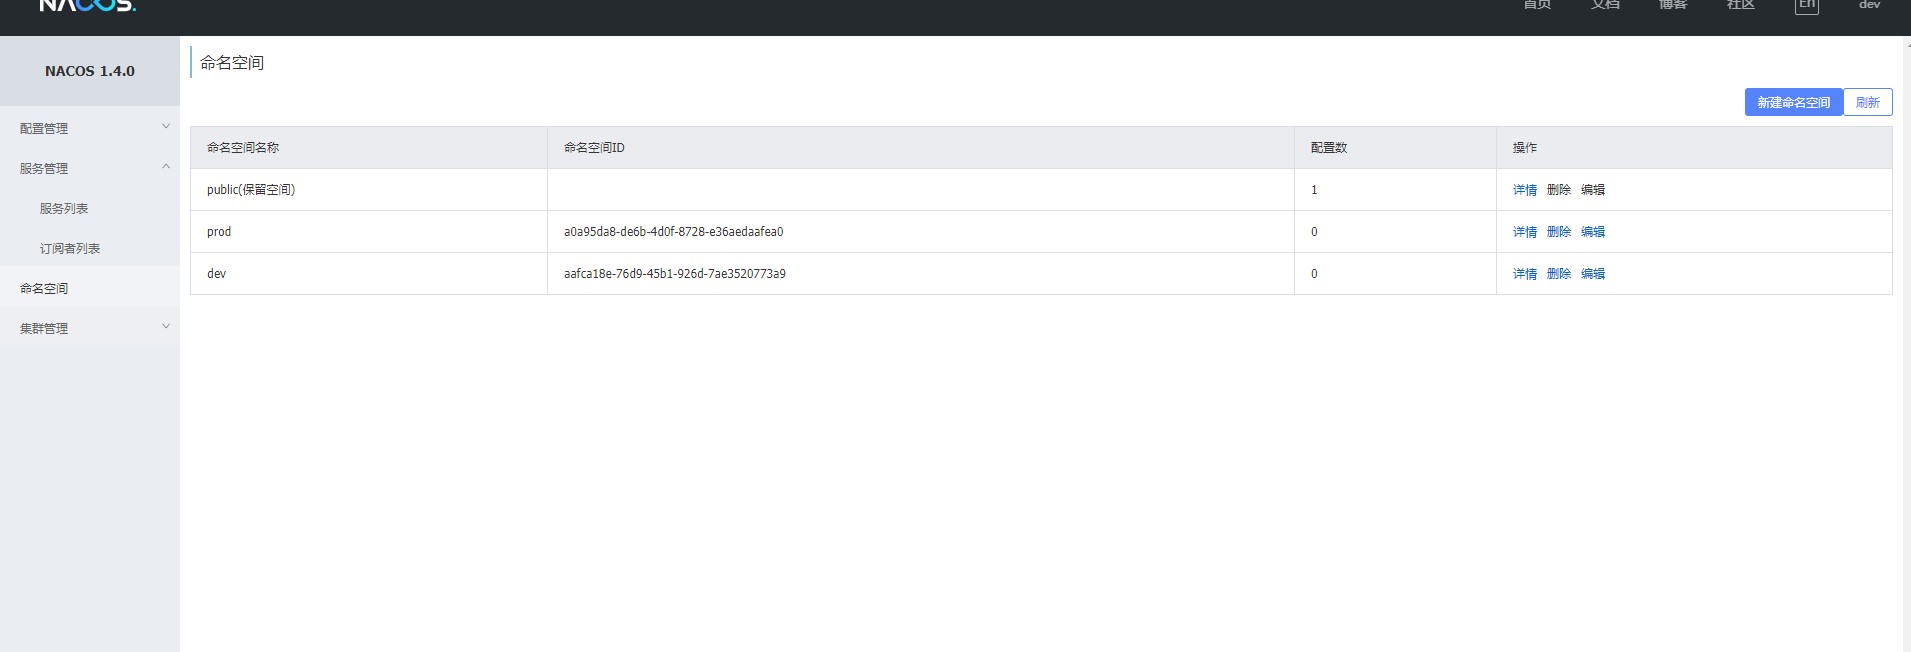 NACOS.
首页 文档 博客 社区 En dev
NACOS 1.4.0
配置管理
服务管理
服务列表
订阅者列表
命名空间
集群管理
命名空间
新建命名空间 刷新
命名空间名称 命名空间ID 配置数 操作
public(保留空间) 1 详情 删除 编辑
prod a0a95da8-de6b-4d0f-8728-e36aedaafea0 0 详情 删除 编辑
dev aafca18e-76d9-45b1-926d-7ae3520773a9 0 详情 删除 编辑